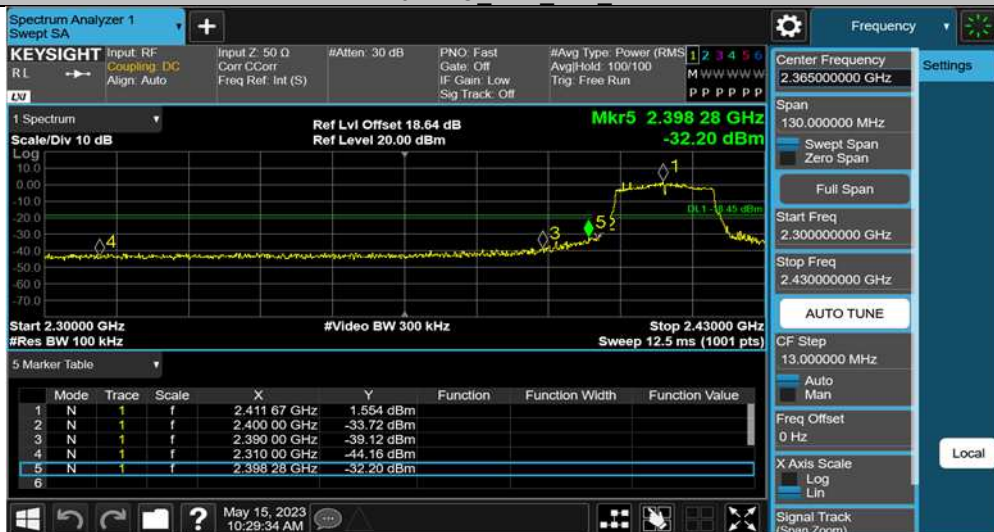 Spectrum Analyzer 1
Swept SA
+
Frequency
KEYSIGHT
RL
LXI
Input: RF
Coupling: DC
Align: Auto
Input Z: 50 Ω
Corr CCorr
Freq Ref: Int (S)
#Atten: 30 dB
PNO: Fast
Gate: Off
IF Gain: Low
Sig Track: Off
#Avg Type: Power (RMS
Avg|Hold: 100/100
Trig: Free Run
1 2 3 4 5 6
M W W W W W
P P P P P P
1 Spectrum
Scale/Div 10 dB
Ref Lvl Offset 18.64 dB
Ref Level 20.00 dBm
Mkr5 2.398 28 GHz
-32.20 dBm
Log
10.0
0.00
-10.0
-20.0
-30.0
-40.0
-50.0
-60.0
-70.0
1
DL1 -18.45 dBm
4
3
5
2
Start 2.30000 GHz
#Res BW 100 kHz
#Video BW 300 kHz
Stop 2.43000 GHz
Sweep 12.5 ms (1001 pts)
5 Marker Table
Mode Trace Scale X Y Function Function Width Function Value
1 N 1 f 2.411 67 GHz 1.554 dBm
2 N 1 f 2.400 00 GHz -33.72 dBm
3 N 1 f 2.390 00 GHz -39.12 dBm
4 N 1 f 2.310 00 GHz -44.16 dBm
5 N 1 f 2.398 28 GHz -32.20 dBm
6
May 15, 2023
10:29:34 AM
?
Center Frequency
2.365000000 GHz
Span
130.000000 MHz
Swept Span
Zero Span
Full Span
Start Freq
2.300000000 GHz
Stop Freq
2.430000000 GHz
AUTO TUNE
CF Step
13.000000 MHz
Auto
Man
Freq Offset
0 Hz
X Axis Scale
Log
Lin
Signal Track
(Span Zoom)
Settings
Local